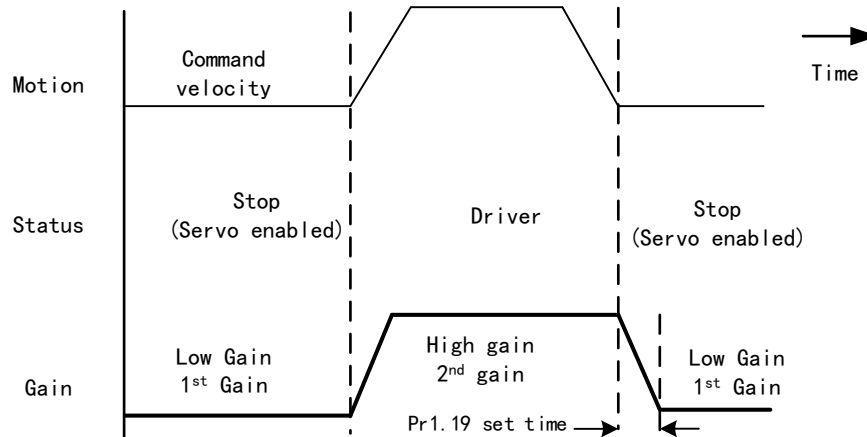 Command
velocity
Motion
Time
Stop
(Servo enabled)
Status
Driver
Stop
(Servo enabled)
Low Gain
1st Gain
High gain
2nd gain
Low Gain
1st Gain
Gain
Pr1.19 set time